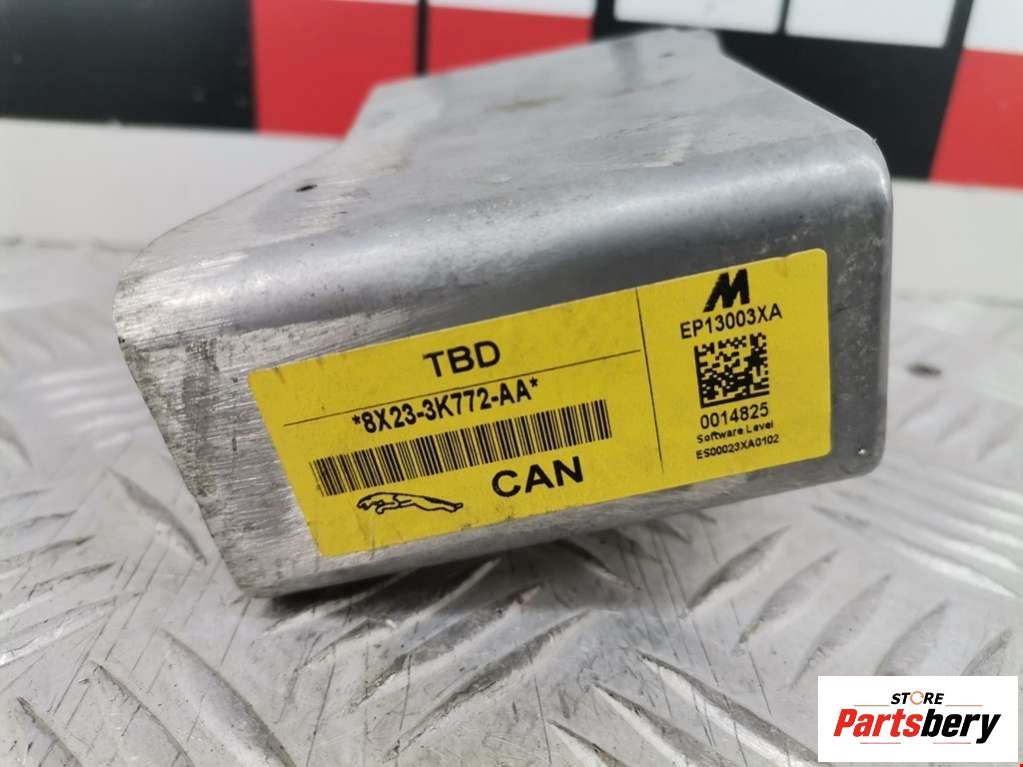 TBD
*8X23-3K772-AA*
CAN
M
EP13003XA
0014825
Software Level
ES00023XA0102
STORE
Partsbery